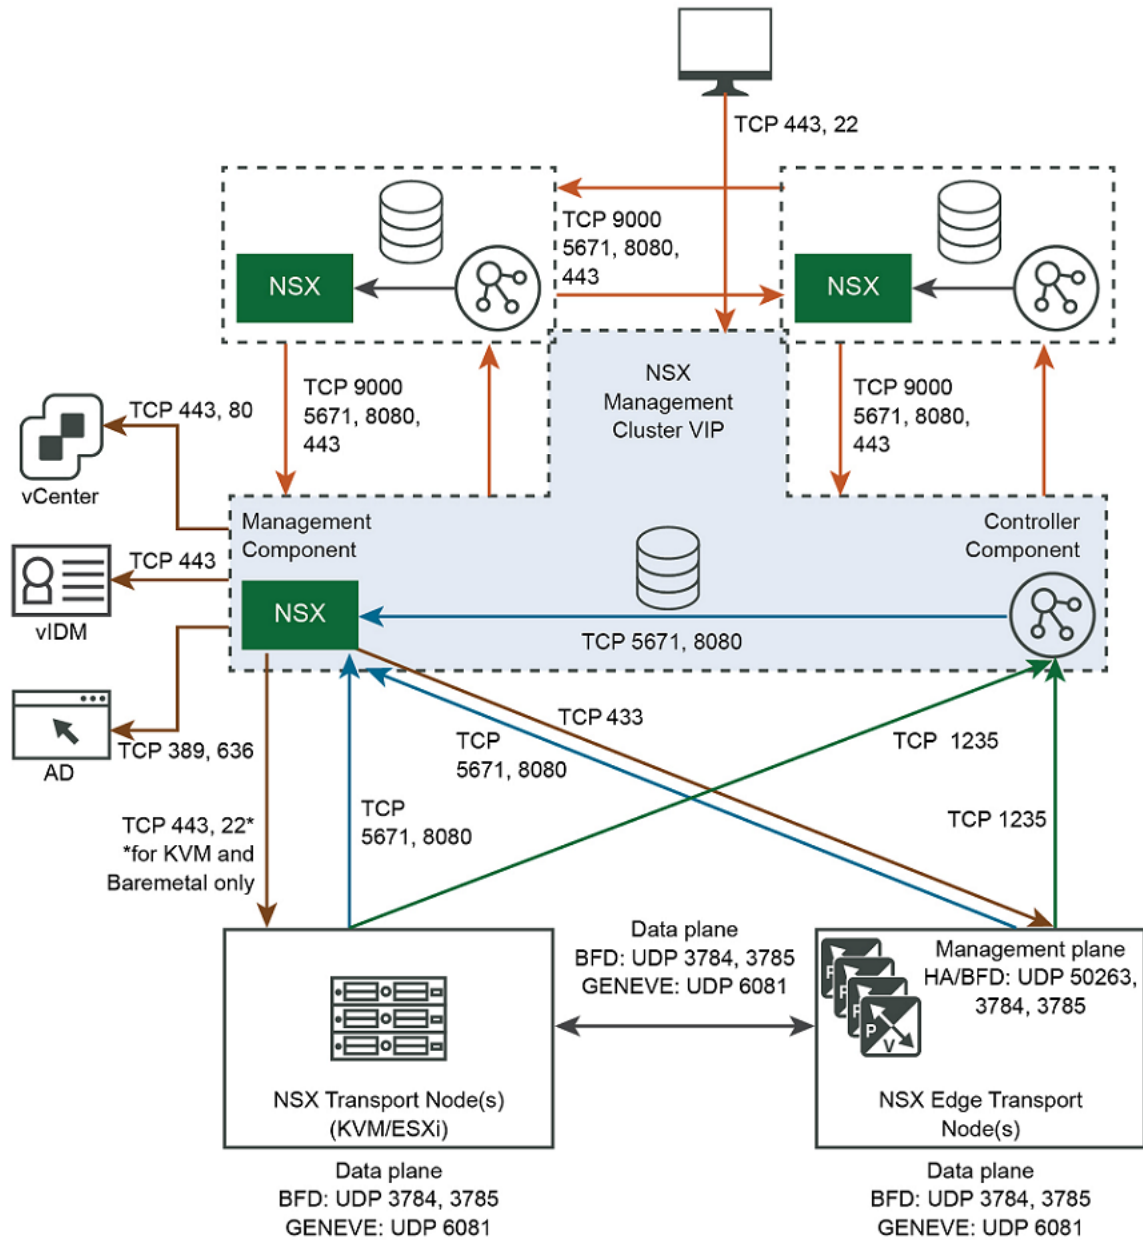 TCP 443, 22
TCP 9000
5671, 8080,
443
NSX
NSX
TCP 9000
5671, 8080,
443
NSX
Management
Cluster VIP
TCP 9000
5671, 8080,
443
TCP 443, 80
vCenter
Management
Component
Controller
Component
TCP 443
vIDM
NSX
TCP 5671, 8080
TCP 389, 636
AD
TCP 433
TCP
5671, 8080
TCP 1235
TCP 443, 22*
*for KVM and
Baremetal only
TCP
5671, 8080
TCP 1235
Data plane
BFD: UDP 3784, 3785
GENEVE: UDP 6081
Management plane
HA/BFD: UDP 50263,
3784, 3785
P
P
P
P
V
NSX Transport Node(s)
(KVM/ESXi)
NSX Edge Transport
Node(s)
Data plane
BFD: UDP 3784, 3785
GENEVE: UDP 6081
Data plane
BFD: UDP 3784, 3785
GENEVE: UDP 6081